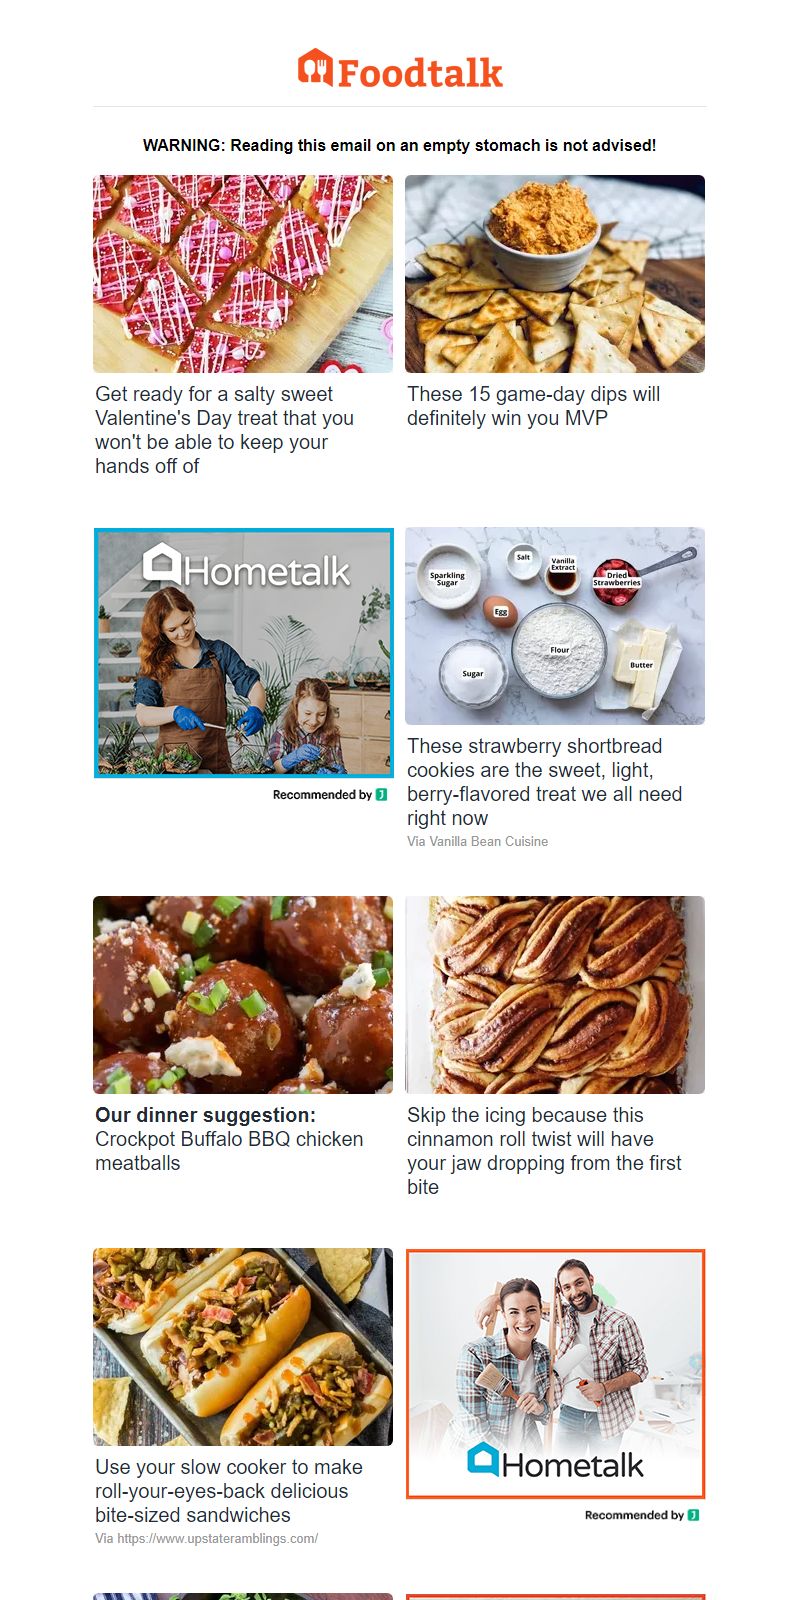 Foodtalk
WARNING: Reading this email on an empty stomach is not advised!
Get ready for a salty sweet
Valentine's Day treat that you
won't be able to keep your
hands off of
These 15 game-day dips will
definitely win you MVP
Hometalk
Recommended by
Sparkling
Sugar
Salt
Vanilla
Extract
Dried
Strawberries
Egg
Flour
Sugar
Butter
These strawberry shortbread
cookies are the sweet, light,
berry-flavored treat we all need
right now
Via Vanilla Bean Cuisine
Our dinner suggestion:
Crockpot Buffalo BBQ chicken
meatballs
Skip the icing because this
cinnamon roll twist will have
your jaw dropping from the first
bite
Use your slow cooker to make
roll-your-eyes-back delicious
bite-sized sandwiches
Via https://www.upstateramblings.com/
Hometalk
Recommended by